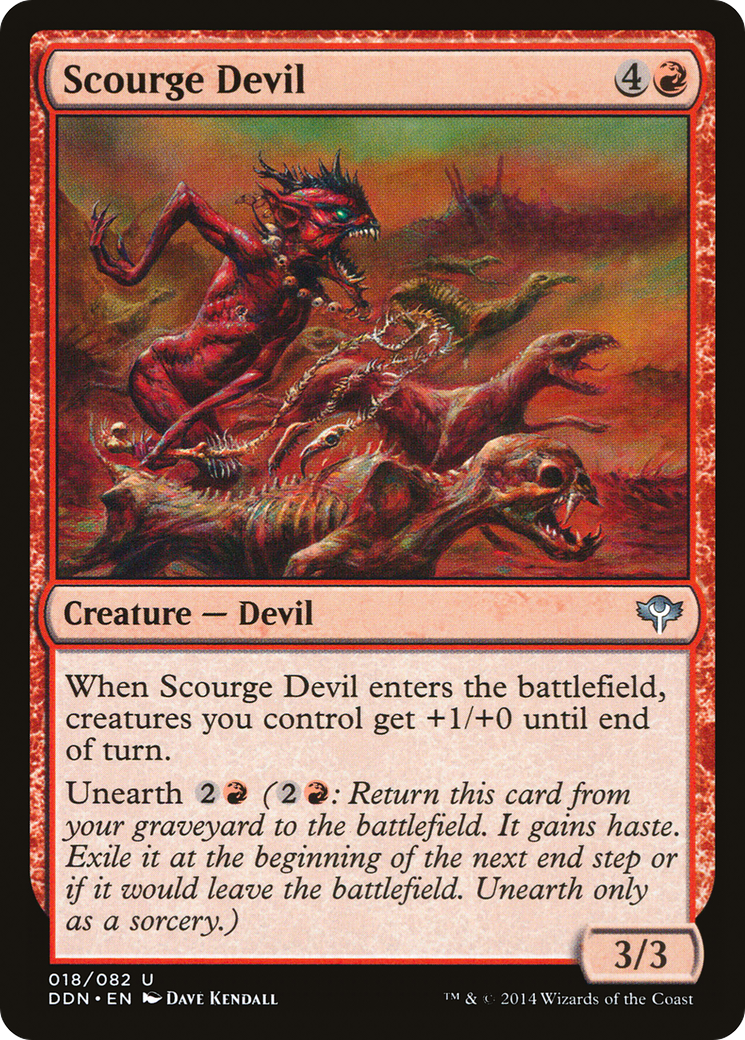 Scourge Devil 4
Creature — Devil
When Scourge Devil enters the battlefield,
creatures you control get +1/+0 until end
of turn.
Unearth 2 (2 : Return this card from
your graveyard to the battlefield. It gains haste.
Exile it at the beginning of the next end step or
if it would leave the battlefield. Unearth only
as a sorcery.)
3/3
018/082 U
DDN • EN Dave Kendall
™ & © 2014 Wizards of the Coast